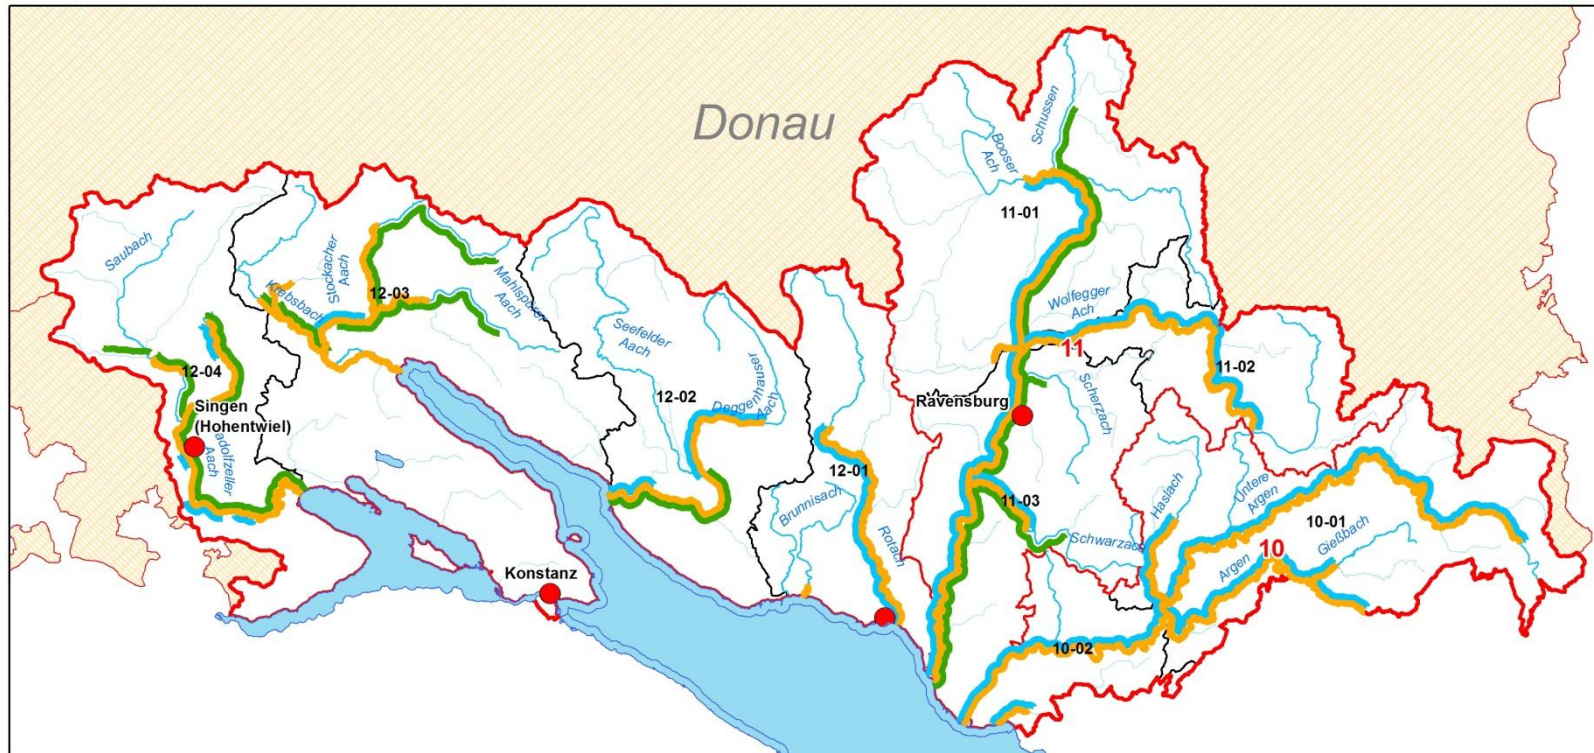 Donau
Schussen
Booser
Ach
11-01
Saubach
Stockacher
Aach
Krebsbach
12-03
Mahlspürer
Aach
Seefelder
Aach
Wolfegger
Ach
11
11-02
12-04
12-02
Deggenhauser
Aach
Singen
(Hohentwiel)
Radolfzeller
Aach
Ravensburg
Scherzach
12-01
Brunnisach
Rotach
11-03
Schwarzach
Haslach
Untere
Argen
10-01
Gießbach
Argen
10
Konstanz
10-02